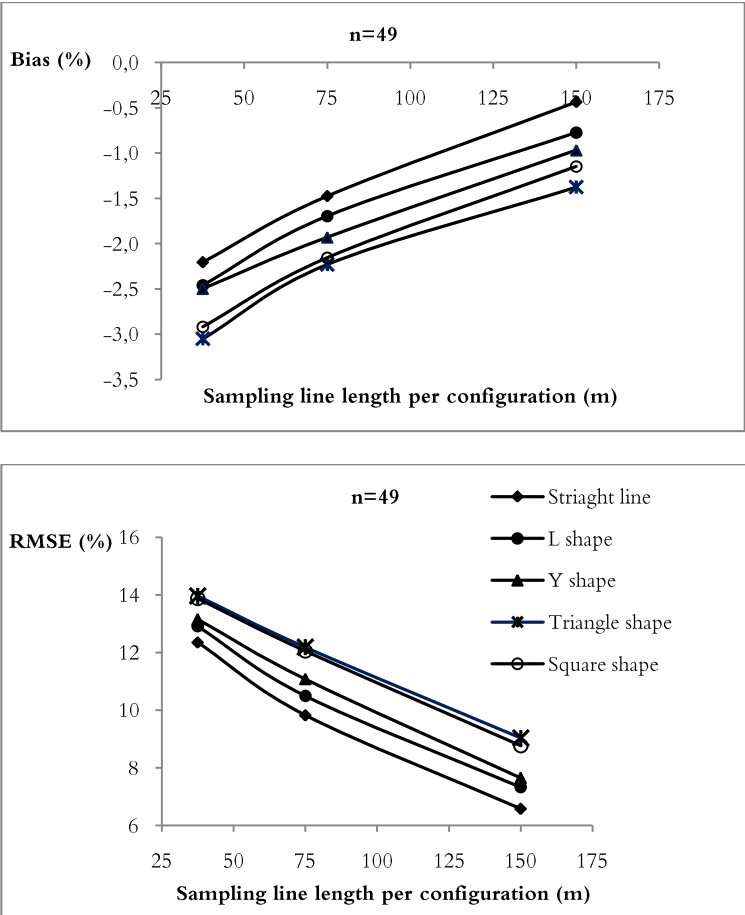 n=49
Bias (%)
0,0
25 50 75 100 125 150 175
-0,5
-1,0
-1,5
-2,0
-2,5
-3,0
-3,5
Sampling line length per configuration (m)
n=49
RMSE (%)
16
14
12
10
8
6
25 50 75 100 125 150 175
Sampling line length per configuration (m)
Striaght line
L shape
Y shape
Triangle shape
Square shape